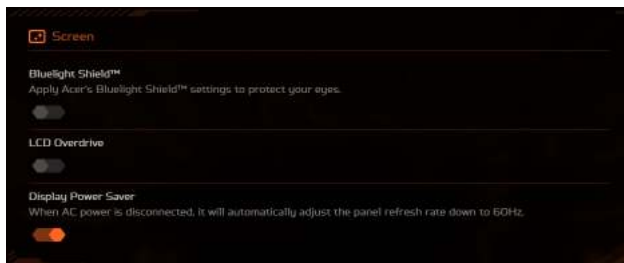 Screen
Bluelight Shield™
Apply Acer's Bluelight Shield™ settings to protect your eyes.
LCD Overdrive
Display Power Saver
When AC power is disconnected, it will automatically adjust the panel refresh rate down to 60Hz.